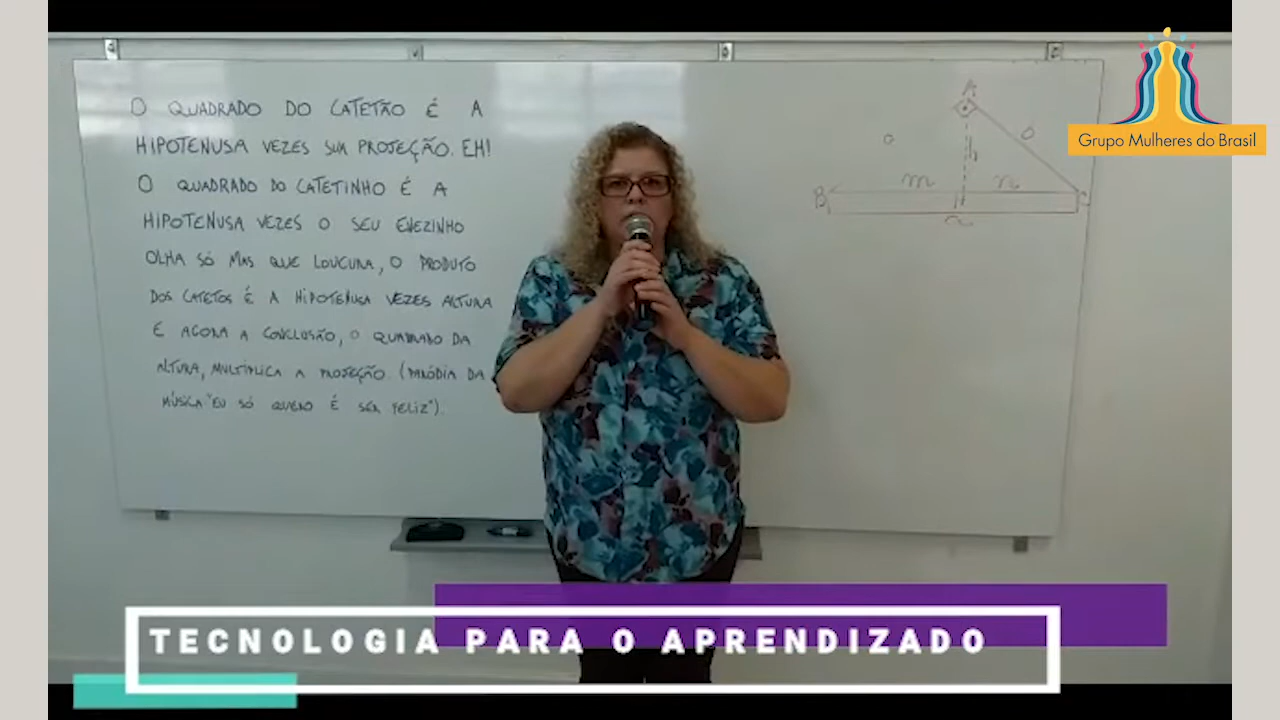 O QUADRADO DO CATETÃO É A
HIPOTENUSA VEZES SUA PROJEÇÃO. EH!
O QUADRADO DO CATETINHO É A
HIPOTENUSA VEZES O SEU ENEZINHO
OLHA SÓ MAS QUE LOUCURA, O PRODUTO
DOS CATETOS É A HIPOTENUSA VEZES ALTURA
E AGORA A CONCLUSÃO, O QUADRADO DA
ALTURA, MULTIPLICA A PROJEÇÃO. (PARÓDIA DA
MÚSICA "EU SÓ QUERO É SER FELIZ").
A
h
m
n
B
C
Grupo Mulheres do Brasil
TECNOLOGIA PARA O APRENDIZADO